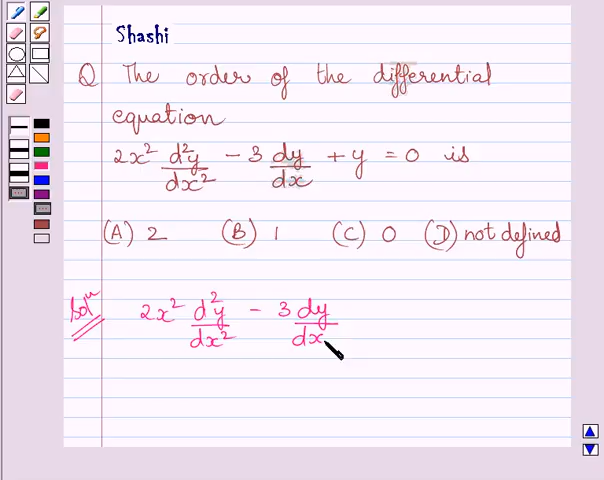 Shashi
Q The order of the differential
equation
2x² d²y/dx² - 3 dy/dx + y = 0 is
(A) 2 (B) 1 (C) 0 (D) not defined
Solⁿ 2x² d²y/dx² - 3 dy/dx